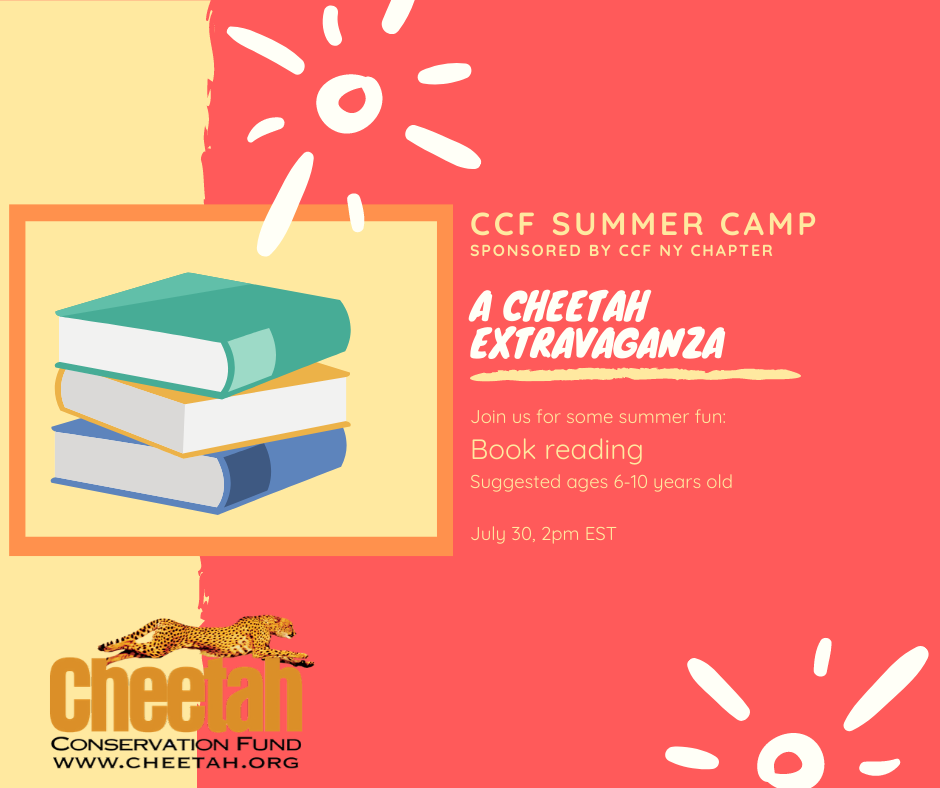 CCF SUMMER CAMP
SPONSORED BY CCF NY CHAPTER
A CHEETAH
EXTRAVAGANZA
Join us for some summer fun:
Book reading
Suggested ages 6-10 years old
July 30, 2pm EST
Cheetah
CONSERVATION FUND
WWW.CHEETAH.ORG